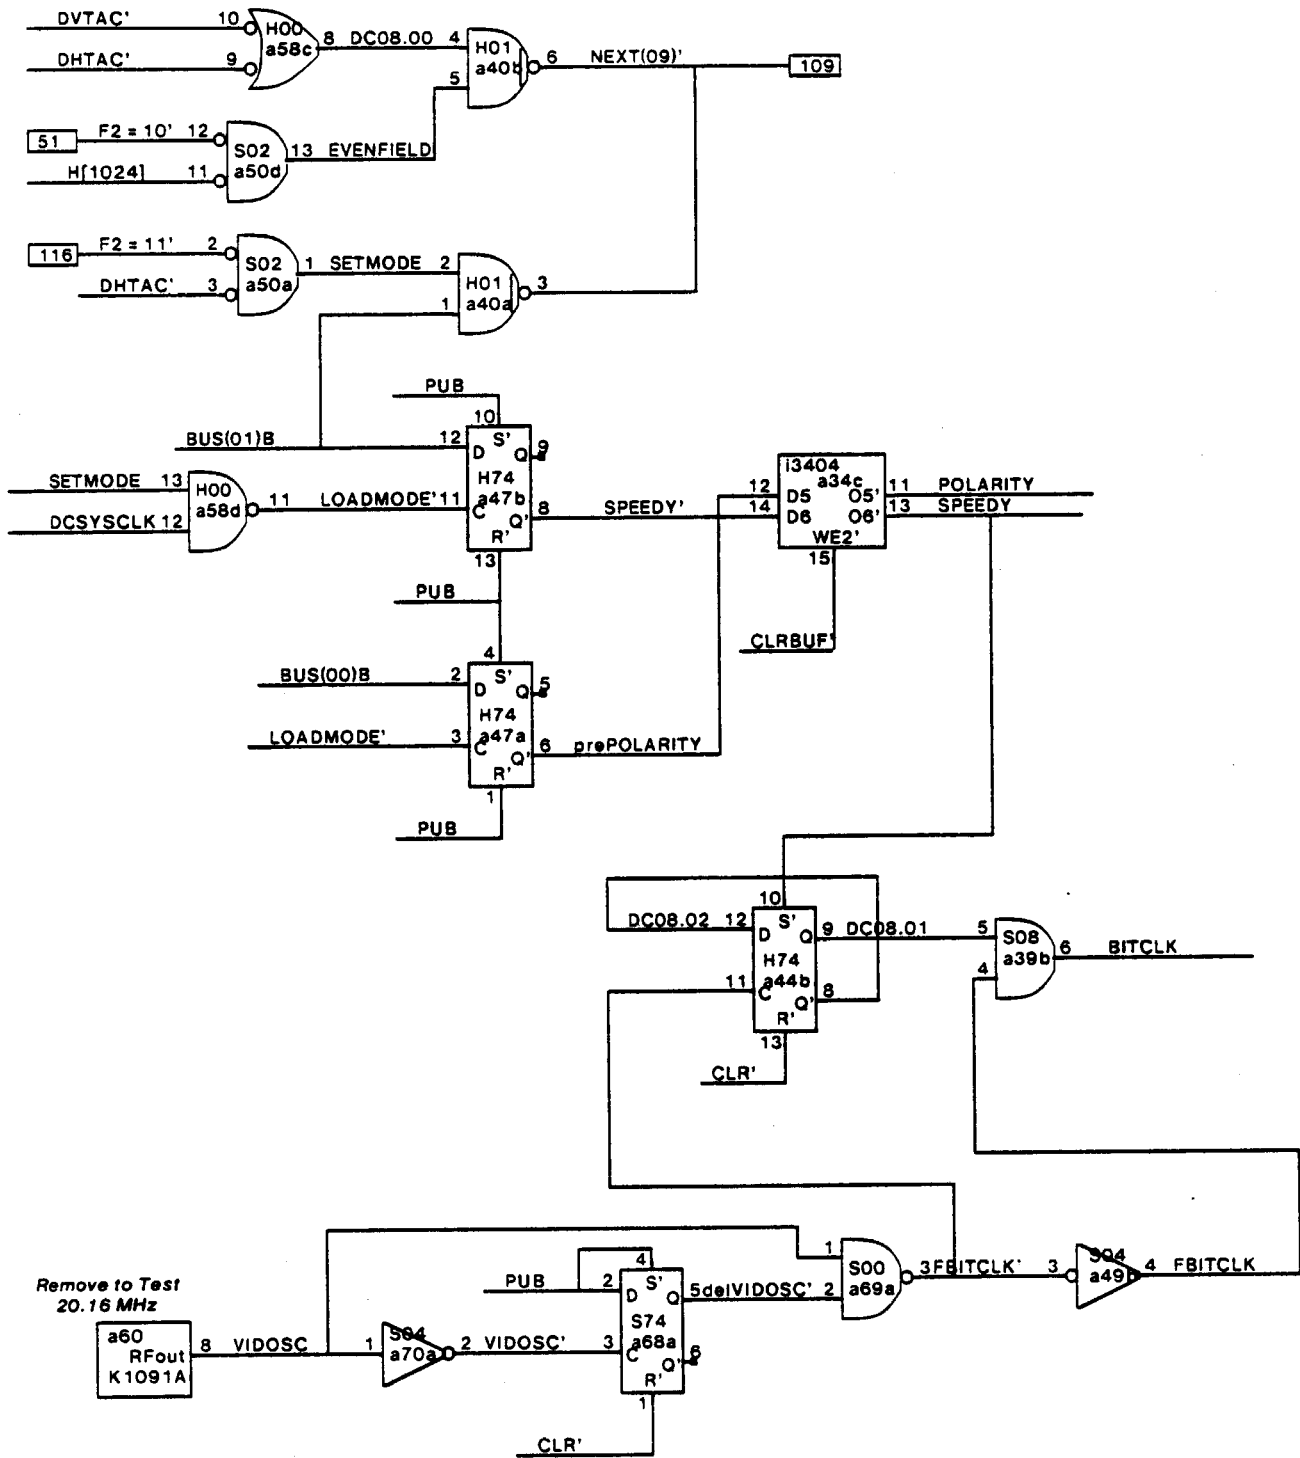 DVTAC' 10 H00 a58c 8 DC08.00 4 H01 a40b 6 NEXT(09)' 109
DHTAC' 9
5
51 F2 = 10' 12 S02 a50d 13 EVENFIELD
H[1024] 11
116 F2 = 11' 2 S02 a50a 1 SETMODE 2 H01 a40a 3
DHTAC' 3
1
PUB
10
BUS(01)B 12 D S' Q 9
SETMODE 13 H00 a58d 11 LOADMODE' 11 C H74 a47b Q' 8 SPEEDY'
DCSYSCLK 12
R'
13
i3404 a34c
12 D5 O5' 11 POLARITY
14 D6 O6' 13 SPEEDY
WE2'
15
CLRBUF'
PUB
4
BUS(00)B 2 D S' Q 5
H74
LOADMODE' 3 C a47a Q' 6 prePOLARITY
R'
1
PUB
10
DC08.02 12 D S' Q 9 DC08.01 5 S08 a39b 6 BITCLK
H74
11 C a44b Q' 8 4
R'
13
CLR'
Remove to Test
20.16 MHz
a60
RFout
K1091A
8 VIDOSC 1 S04 a70a 2 VIDOSC' 3 C
4
PUB 2 D S' Q 5 delVIDOSC' 2
S74
a68a Q' 6
R'
1
CLR'
1 S00 a69a 3 FBITCLK' 3 S04 a49 4 FBITCLK